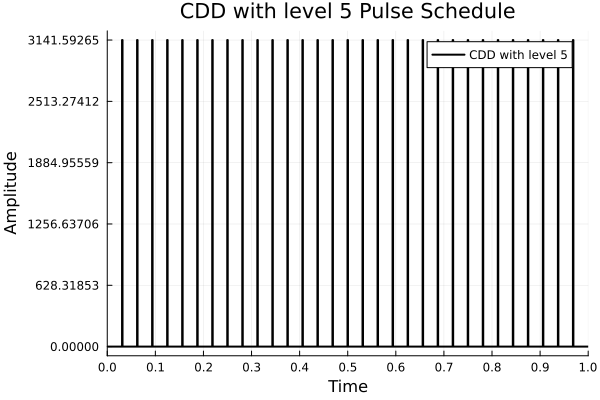 CDD with level 5 Pulse Schedule
3141.59265
CDD with level 5
2513.27412
1884.95559
1256.63706
628.31853
0.00000
Amplitude
0.0 0.1 0.2 0.3 0.4 0.5 0.6 0.7 0.8 0.9 1.0
Time